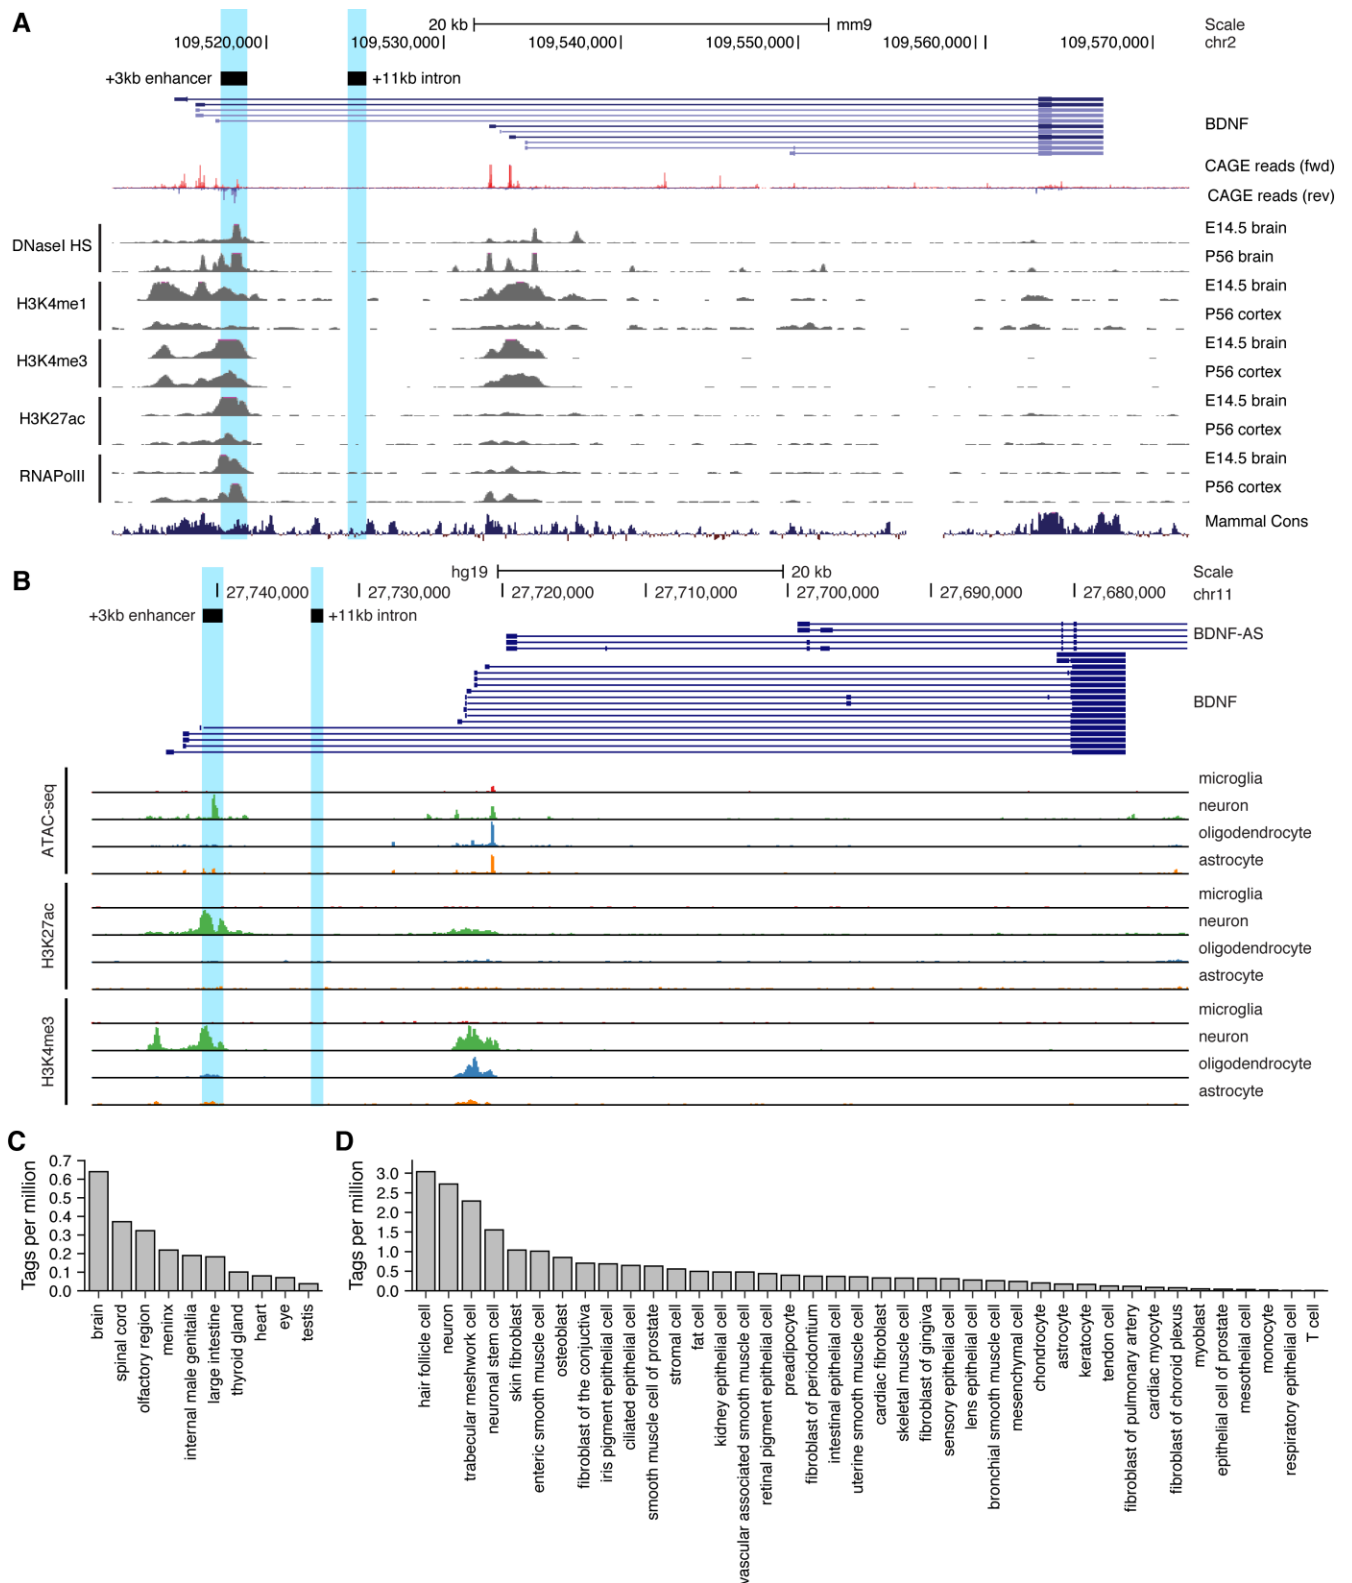 A
20 kb
mm9
Scale
109,520,000
109,530,000
109,540,000
109,550,000
109,560,000
109,570,000
chr2
+3kb enhancer
+11kb intron
BDNF
CAGE reads (fwd)
CAGE reads (rev)
DNaseI HS
E14.5 brain
P56 brain
H3K4me1
E14.5 brain
P56 cortex
H3K4me3
E14.5 brain
P56 cortex
H3K27ac
E14.5 brain
P56 cortex
RNAPolII
E14.5 brain
P56 cortex
Mammal Cons
B
hg19
20 kb
Scale
27,740,000
27,730,000
27,720,000
27,710,000
27,700,000
27,690,000
27,680,000
chr11
+3kb enhancer
+11kb intron
BDNF-AS
BDNF
ATAC-seq
microglia
neuron
oligodendrocyte
astrocyte
H3K27ac
microglia
neuron
oligodendrocyte
astrocyte
H3K4me3
microglia
neuron
oligodendrocyte
astrocyte
C
Tags per million
0.7
0.6
0.5
0.4
0.3
0.2
0.1
0.0
brain
spinal cord
olfactory region
meninx
internal male genitalia
large intestine
thyroid gland
heart
eye
testis
D
Tags per million
3.0
2.5
2.0
1.5
1.0
0.5
0.0
hair follicle cell
neuron
trabecular meshwork cell
neuronal stem cell
skin fibroblast
enteric smooth muscle cell
osteoblast
fibroblast of the conjuctiva
iris pigment epithelial cell
ciliated epithelial cell
smooth muscle cell of prostate
stromal cell
fat cell
kidney epithelial cell
vascular associated smooth muscle cell
retinal pigment epithelial cell
preadipocyte
fibroblast of periodontium
intestinal epithelial cell
uterine smooth muscle cell
cardiac fibroblast
skeletal muscle cell
fibroblast of gingiva
sensory epithelial cell
lens epithelial cell
bronchial smooth muscle cell
mesenchymal cell
chondrocyte
astrocyte
keratocyte
tendon cell
fibroblast of pulmonary artery
cardiac myocyte
fibroblast of choroid plexus
myoblast
epithelial cell of prostate
mesothelial cell
monocyte
respiratory epithelial cell
T cell